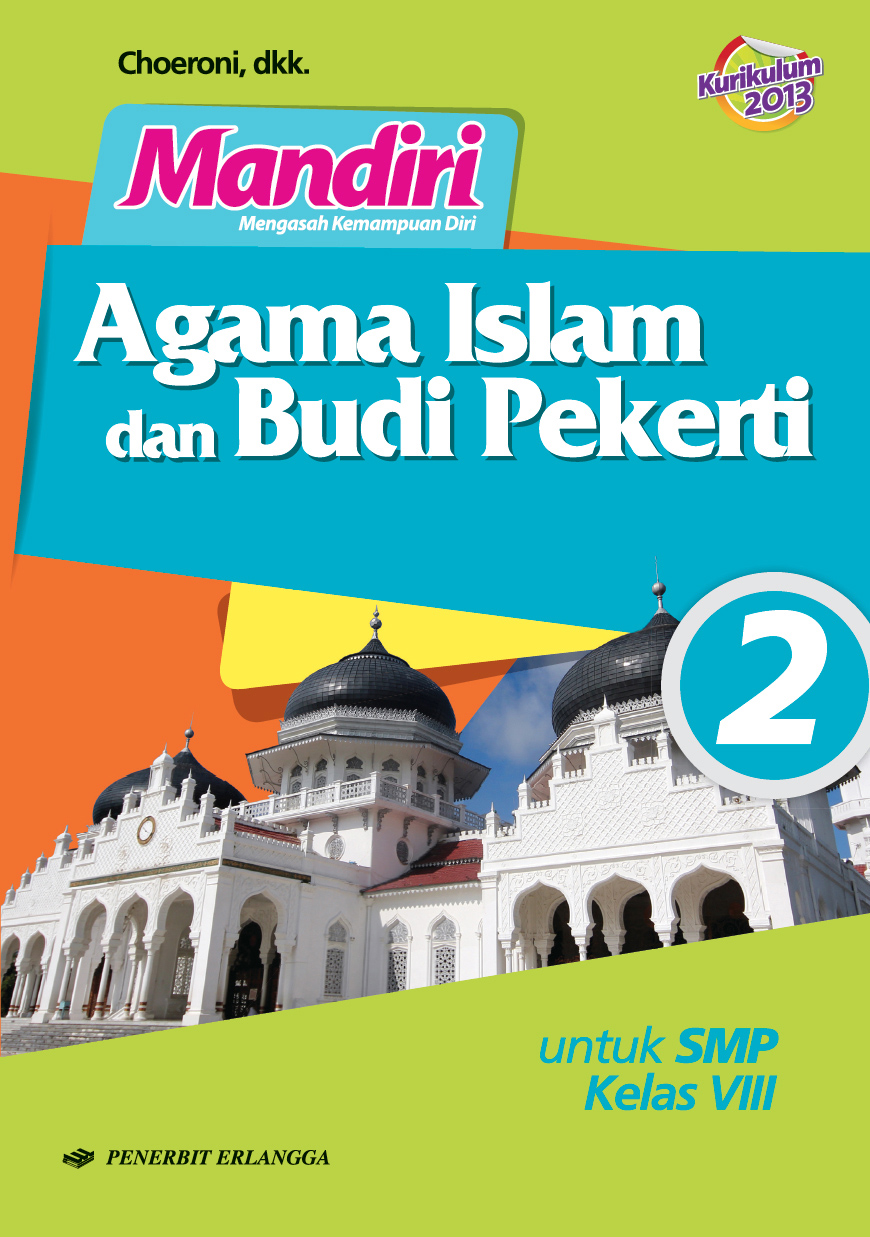 Choeroni, dkk.
Kurikulum
2013
Mandiri
Mengasah Kemampuan Diri
Agama Islam
dan Budi Pekerti
2
untuk SMP
Kelas VIII
PENERBIT ERLANGGA